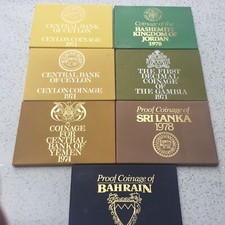 CENTRAL BANK
OF CEYLON
CEYLON COINAGE
1971
Coinage of the
HASHEMITE
KINGDOM OF
JORDAN
1978
CENTRAL BANK
OF CEYLON
CEYLON COINAGE
1971
THE FIRST
DECIMAL
COINAGE OF
THE GAMBIA
1971
COINAGE
FOR
CENTRAL
BANK OF
YEMEN
1974
Proof Coinage of
SRI LANKA
1978
Proof Coinage of
BAHRAIN